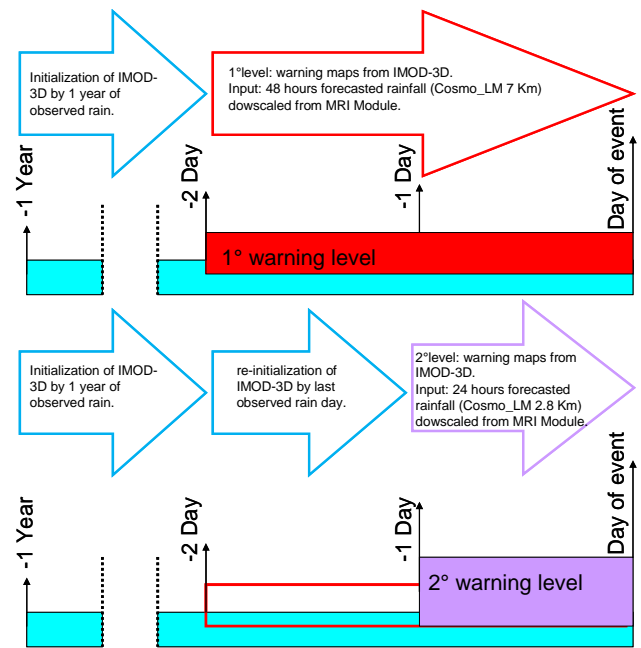 Initialization of IMOD-
3D by 1 year of
observed rain.
1°level: warning maps from IMOD-3D.
Input: 48 hours forecasted rainfall (Cosmo_LM 7 Km)
dowscaled from MRI Module.
-1 Year
-2 Day
-1 Day
Day of event
1° warning level
Initialization of IMOD-
3D by 1 year of
observed rain.
re-initialization of
IMOD-3D by last
observed rain day.
2°level: warning maps from
IMOD-3D.
Input: 24 hours forecasted
rainfall (Cosmo_LM 2.8 Km)
dowscaled from MRI Module.
-1 Year
-2 Day
-1 Day
Day of event
2° warning level